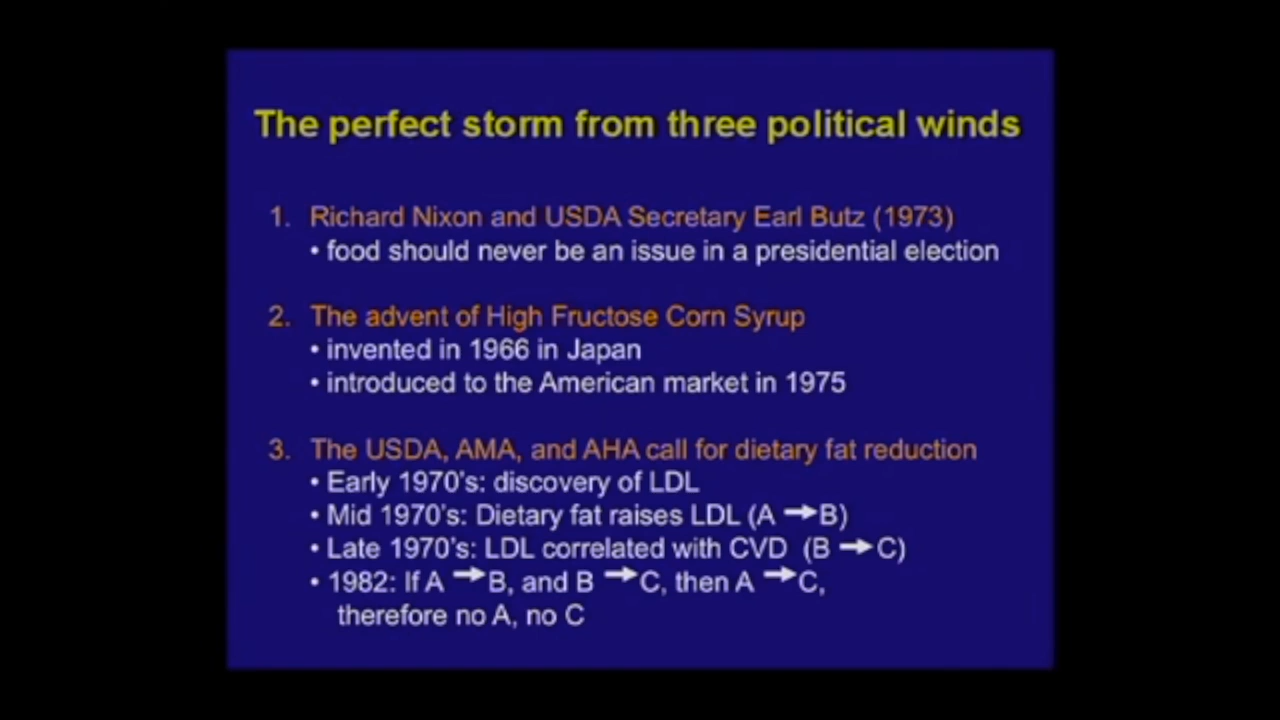 The perfect storm from three political winds
1. Richard Nixon and USDA Secretary Earl Butz (1973)
• food should never be an issue in a presidential election
2. The advent of High Fructose Corn Syrup
• invented in 1966 in Japan
• introduced to the American market in 1975
3. The USDA, AMA, and AHA call for dietary fat reduction
• Early 1970's: discovery of LDL
• Mid 1970's: Dietary fat raises LDL (A → B)
• Late 1970's: LDL correlated with CVD (B → C)
• 1982: If A → B, and B → C, then A → C,
therefore no A, no C